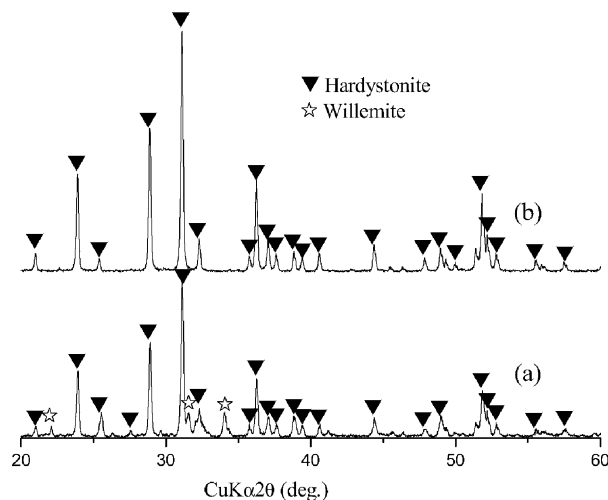 ▼ Hardystonite
☆ Willemite
(b)
(a)
20 30 40 50 60
CuKα2θ (deg.)